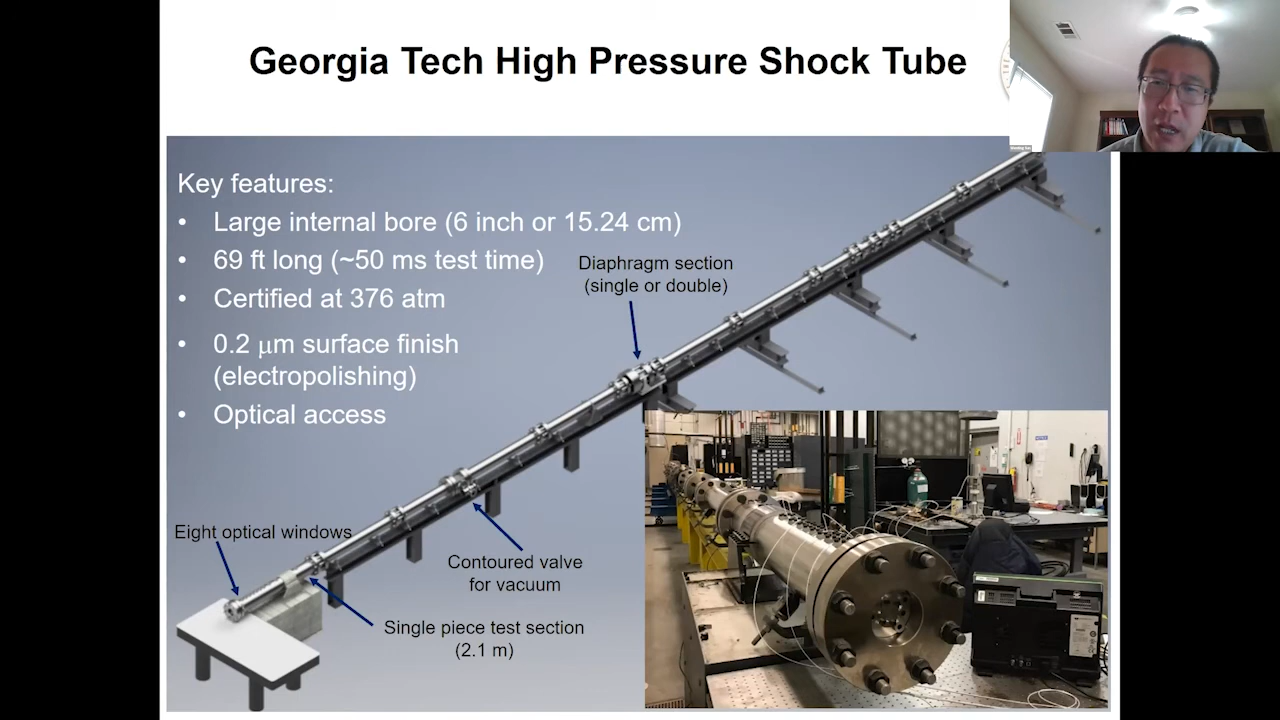 Georgia Tech High Pressure Shock Tube
Key features:
• Large internal bore (6 inch or 15.24 cm)
• 69 ft long (~50 ms test time)
• Certified at 376 atm
• 0.2 μm surface finish
(electropolishing)
• Optical access
Diaphragm section
(single or double)
Eight optical windows
Contoured valve
for vacuum
Single piece test section
(2.1 m)